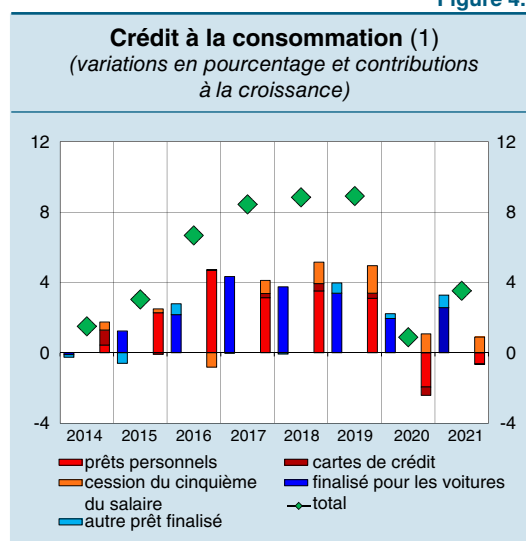 Figure 4.
Crédit à la consommation (1)
(variations en pourcentage et contributions
à la croissance)
12 12
8 8
4 4
0 0
-4 -4
2014 2015 2016 2017 2018 2019 2020 2021
prêts personnels cartes de crédit
cession du cinquième finalisé pour les voitures
du salaire total
autre prêt finalisé